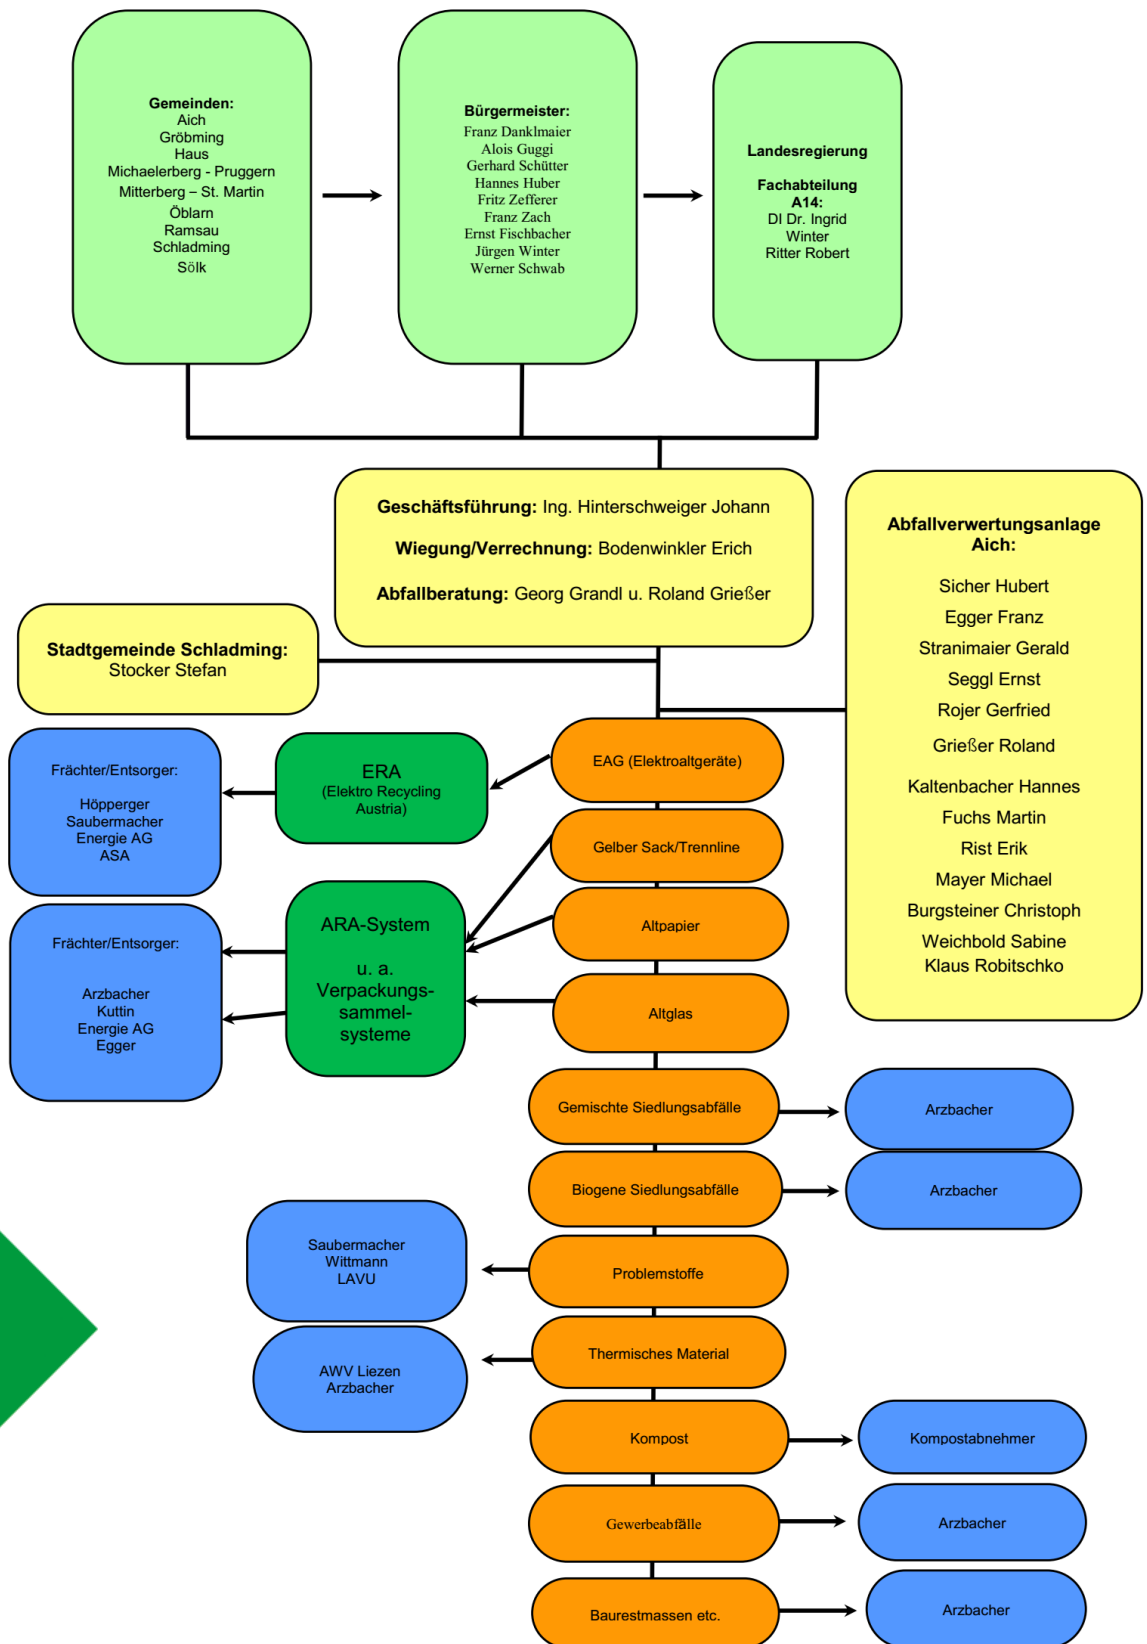 Gemeinden:
Aich
Gröbming
Haus
Michaelerberg - Pruggern
Mitterberg – St. Martin
Öblarn
Ramsau
Schladming
Sölk
Bürgermeister:
Franz Danklmaier
Alois Guggi
Gerhard Schütter
Hannes Huber
Fritz Zefferer
Franz Zach
Ernst Fischbacher
Jürgen Winter
Werner Schwab
Landesregierung
Fachabteilung
A14:
DI Dr. Ingrid
Winter
Ritter Robert
Geschäftsführung: Ing. Hinterschweiger Johann
Wiegung/Verrechnung: Bodenwinkler Erich
Abfallberatung: Georg Grandl u. Roland Grießer
Abfallverwertungsanlage
Aich:
Sicher Hubert
Egger Franz
Stranimaier Gerald
Seggl Ernst
Rojer Gerfried
Grießer Roland
Kaltenbacher Hannes
Fuchs Martin
Rist Erik
Mayer Michael
Burgsteiner Christoph
Weichbold Sabine
Klaus Robitschko
Stadtgemeinde Schladming:
Stocker Stefan
EAG (Elektroaltgeräte)
ERA
(Elektro Recycling
Austria)
Frächter/Entsorger:
Höpperger
Saubermacher
Energie AG
ASA
Gelber Sack/Trennline
Altpapier
Altglas
ARA-System
u. a.
Verpackungs-
sammel-
systeme
Frächter/Entsorger:
Arzbacher
Kuttin
Energie AG
Egger
Gemischte Siedlungsabfälle
Arzbacher
Biogene Siedlungsabfälle
Arzbacher
Problemstoffe
Saubermacher
Wittmann
LAVU
Thermisches Material
AWV Liezen
Arzbacher
Kompost
Kompostabnehmer
Gewerbeabfälle
Arzbacher
Baurestmassen etc.
Arzbacher